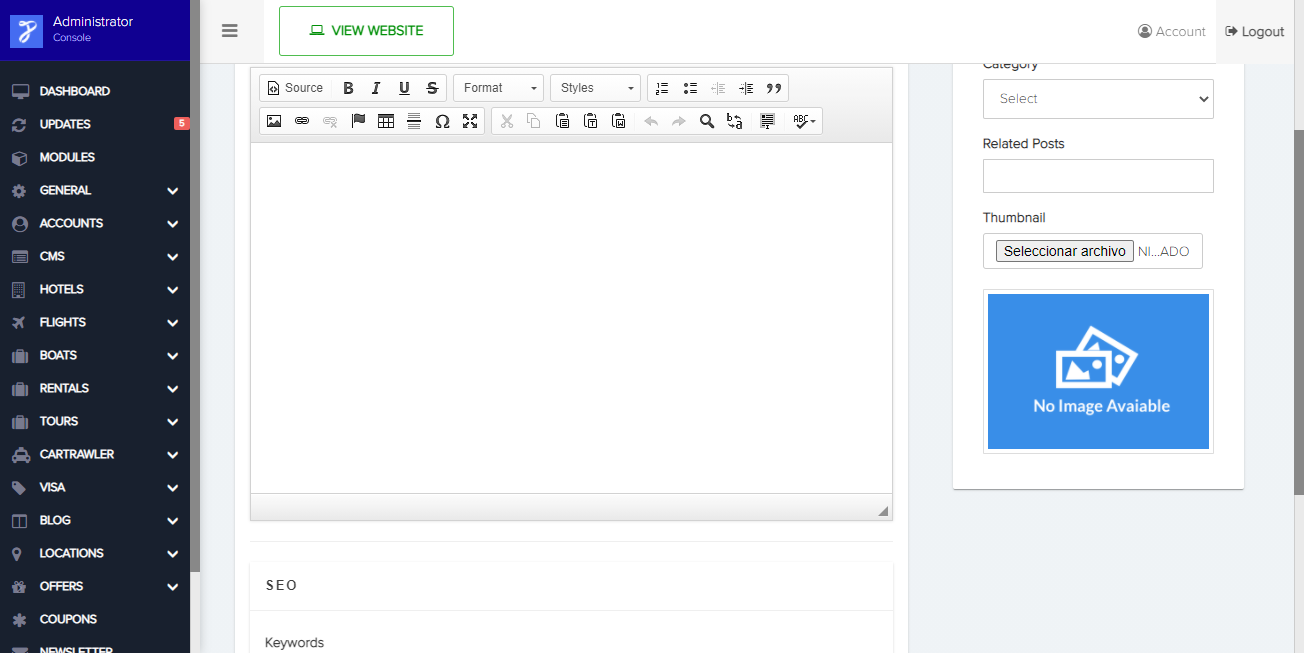 Administrator
Console
VIEW WEBSITE
Account
Logout
DASHBOARD
UPDATES
5
MODULES
GENERAL
ACCOUNTS
CMS
HOTELS
FLIGHTS
BOATS
RENTALS
TOURS
CARTRAWLER
VISA
BLOG
LOCATIONS
OFFERS
COUPONS
NEWSLETTER
Source
B I U S
Format
Styles
ABC
SEO
Keywords
Category
Select
Related Posts
Thumbnail
Seleccionar archivo NI...ADO
No Image Avaiable